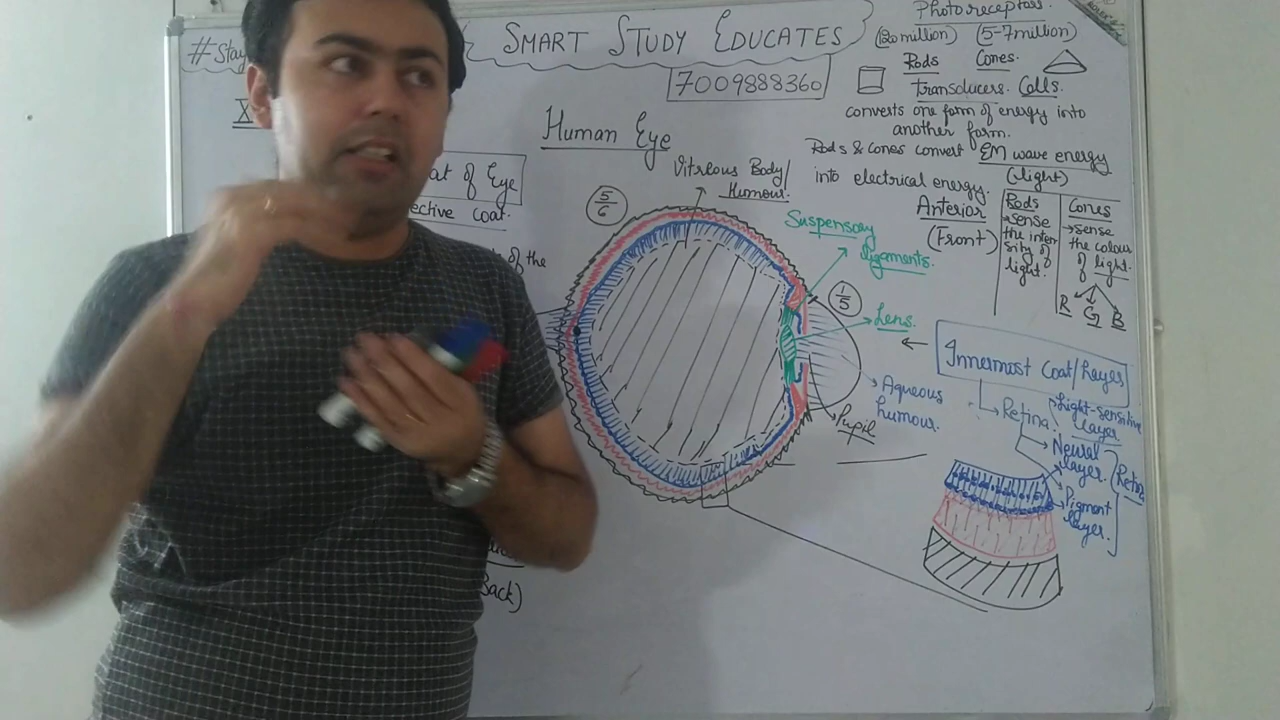 #Stay
SMART STUDY EDUCATES
7009888360
X
Human Eye
at of Eye
ective coat.
of the
Back)
5/6
Vitreous Body/
Humour.
Suspensory
ligaments.
1/5
Lens.
Aqueous
humour.
Pupil
Photoreceptors.
(120 million) (5-7 million)
Rods Cones.
transducers. Cells.
converts one form of energy into
another form.
Rods & Cones convert EM wave energy
(light)
into electrical energy.
Anterior
(Front)
Rods
→sense
the inten
sity of
light.
Cones
→sense
the colour
of light.
R G B
Innermost Coat/Layer
Retina.
Light-sensitive
layer.
Neural
layer.
Pigment
layer.
Retina